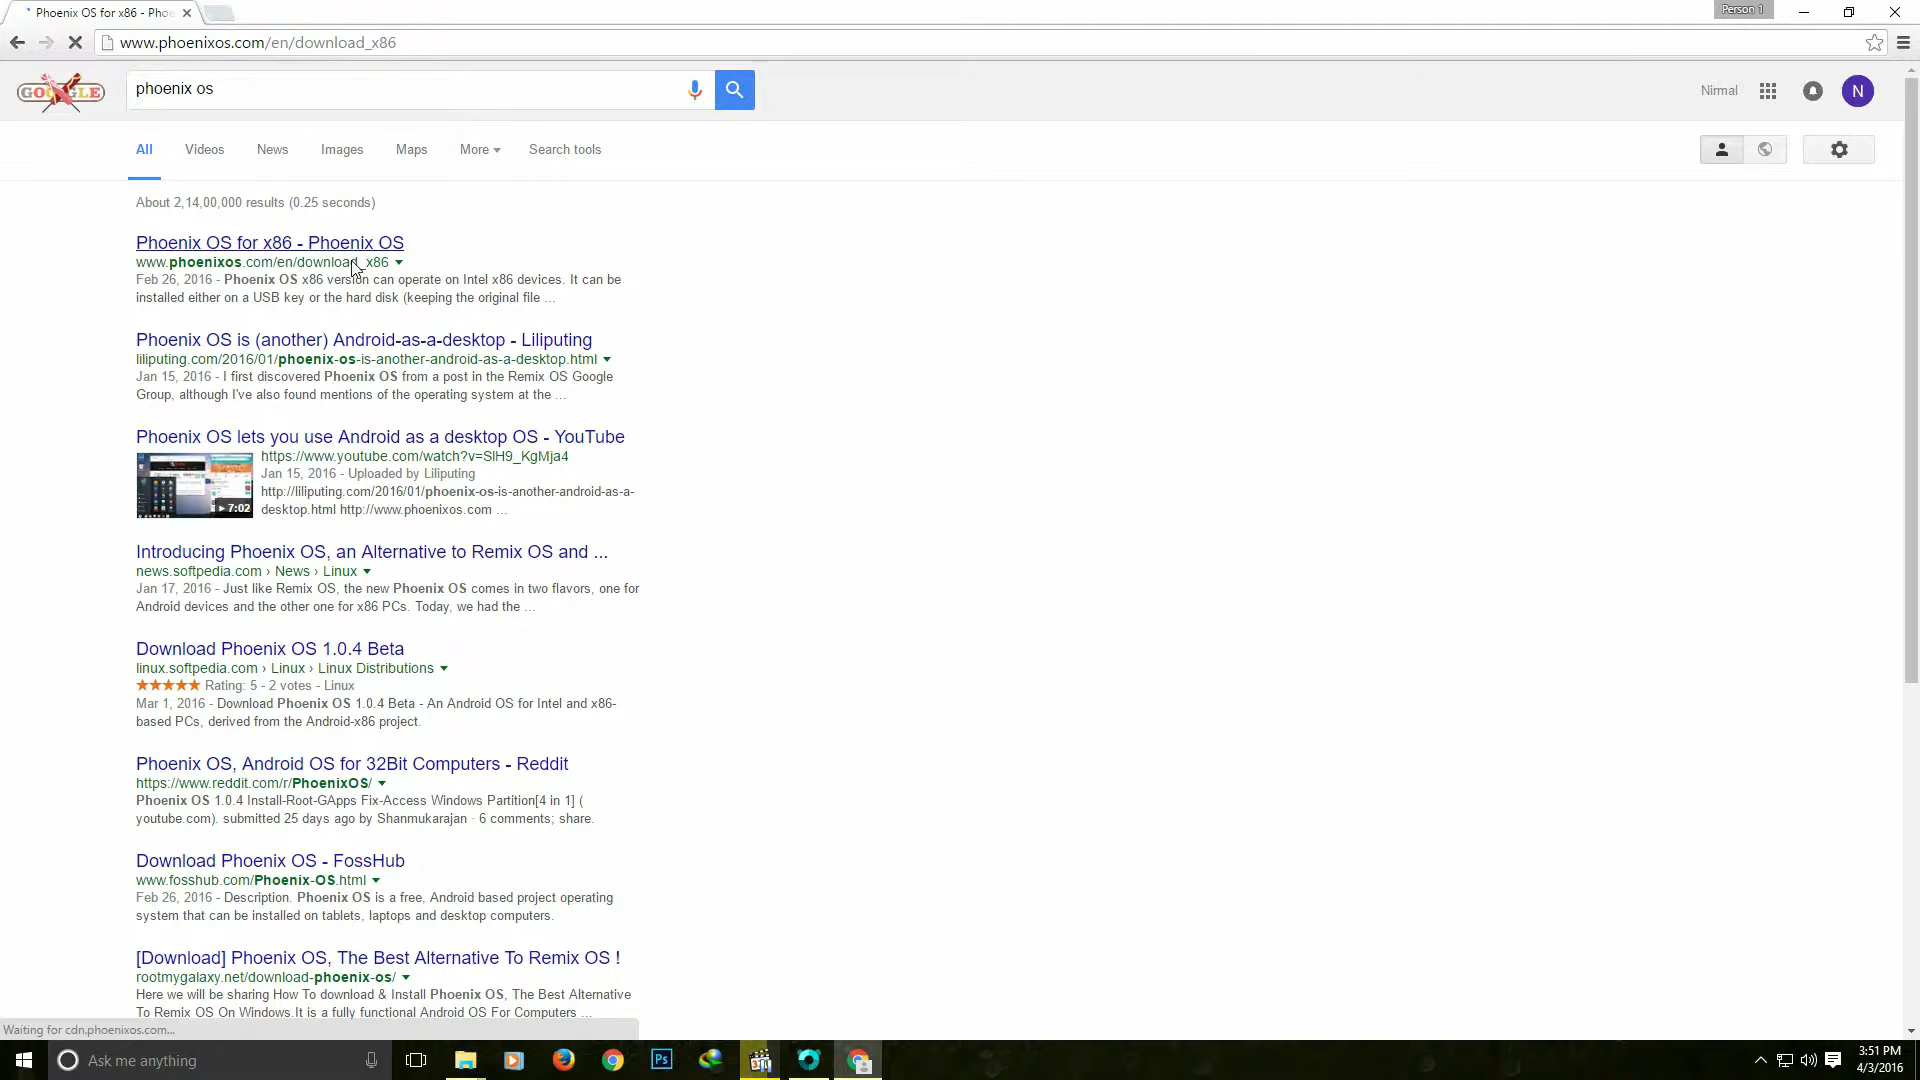 Phoenix OS for x86 - Phoe
Person 1
www.phoenixos.com/en/download_x86
GOOGLE
phoenix os
Nirmal
N
All Videos News Images Maps More Search tools
About 2,14,00,000 results (0.25 seconds)
Phoenix OS for x86 - Phoenix OS
www.phoenixos.com/en/download_x86
Feb 26, 2016 - Phoenix OS x86 version can operate on Intel x86 devices. It can be
installed either on a USB key or the hard disk (keeping the original file ...
Phoenix OS is (another) Android-as-a-desktop - Liliputing
liliputing.com/2016/01/phoenix-os-is-another-android-as-a-desktop.html
Jan 15, 2016 - I first discovered Phoenix OS from a post in the Remix OS Google
Group, although I've also found mentions of the operating system at the ...
Phoenix OS lets you use Android as a desktop OS - YouTube
https://www.youtube.com/watch?v=SlH9_KgMja4
Jan 15, 2016 - Uploaded by Liliputing
http://liliputing.com/2016/01/phoenix-os-is-another-android-as-a-
desktop.html http://www.phoenixos.com ...
7:02
Introducing Phoenix OS, an Alternative to Remix OS and ...
news.softpedia.com › News › Linux
Jan 17, 2016 - Just like Remix OS, the new Phoenix OS comes in two flavors, one for
Android devices and the other one for x86 PCs. Today, we had the ...
Download Phoenix OS 1.0.4 Beta
linux.softpedia.com › Linux › Linux Distributions
★★★★★ Rating: 5 - 2 votes - Linux
Mar 1, 2016 - Download Phoenix OS 1.0.4 Beta - An Android OS for Intel and x86-
based PCs, derived from the Android-x86 project.
Phoenix OS, Android OS for 32Bit Computers - Reddit
https://www.reddit.com/r/PhoenixOS/
Phoenix OS 1.0.4 Install-Root-GApps Fix-Access Windows Partition[4 in 1] (
youtube.com). submitted 25 days ago by Shanmukarajan · 6 comments; share.
Download Phoenix OS - FossHub
www.fosshub.com/Phoenix-OS.html
Feb 26, 2016 - Description. Phoenix OS is a free, Android based project operating
system that can be installed on tablets, laptops and desktop computers.
[Download] Phoenix OS, The Best Alternative To Remix OS !
rootmygalaxy.net/download-phoenix-os/
Here we will be sharing How To download & Install Phoenix OS, The Best Alternative
To Remix OS On Windows.It is a fully functional Android OS For Computers ...
Waiting for cdn.phoenixos.com...
Ask me anything
Ps
3:51 PM
4/3/2016